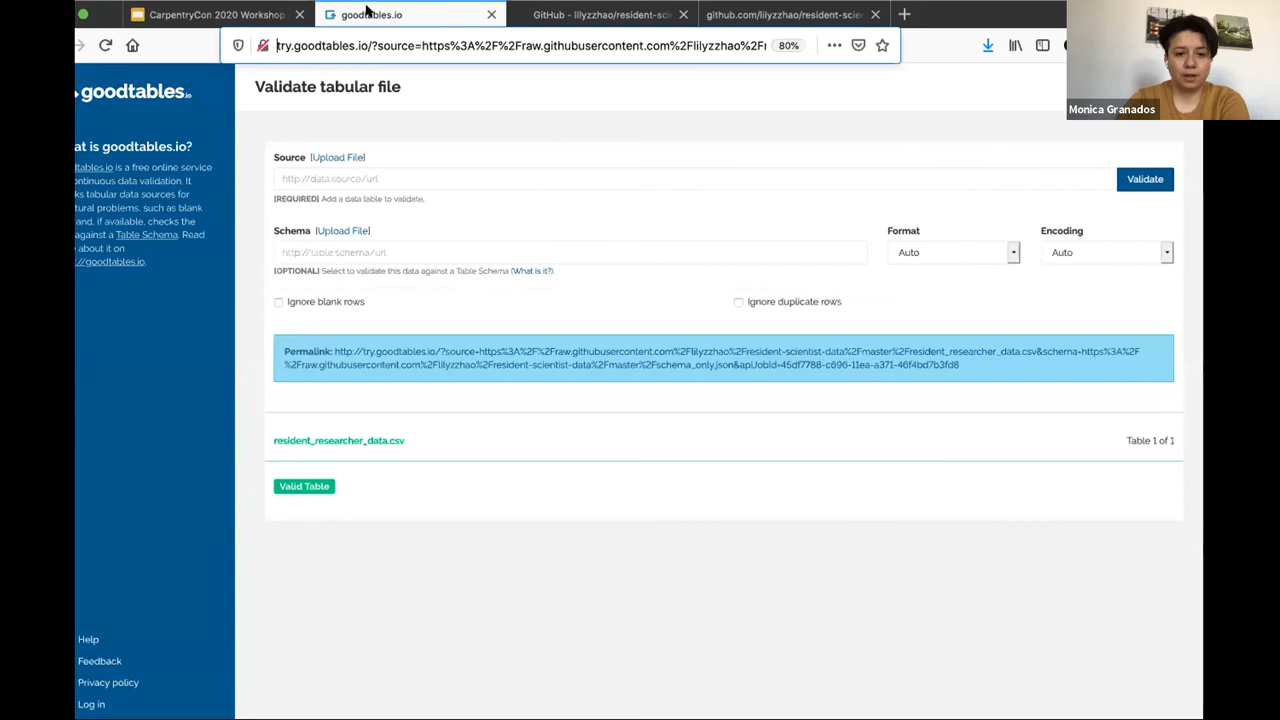 CarpentryCon 2020 Workshop
goodtables.io
GitHub - lilyzzhao/resident-sci
github.com/lilyzzhao/resident-scie
try.goodtables.io/?source=https%3A%2F%2Fraw.githubusercontent.com%2Flilyzzhao%2Fr
80%
Monica Granados
goodtables.io
Validate tabular file
at is goodtables.io?
dtables.io is a free online service
ontinuous data validation. It
ks tabular data sources for
tural problems, such as blank
and, if available, checks the
against a Table Schema. Read
about it on
://goodtables.io.
Source [Upload File]
http://data.source/url
Validate
[REQUIRED] Add a data table to validate.
Schema [Upload File]
Format
Encoding
http://table.schema/url
Auto
Auto
[OPTIONAL] Select to validate this data against a Table Schema (What is it?).
Ignore blank rows
Ignore duplicate rows
Permalink: http://try.goodtables.io/?source=https%3A%2F%2Fraw.githubusercontent.com%2Flilyzzhao%2Fresident-scientist-data%2Fmaster%2Fresident_researcher_data.csv&schema=https%3A%2F
%2Fraw.githubusercontent.com%2Flilyzzhao%2Fresident-scientist-data%2Fmaster%2Fschema_only.json&apiJobId=45df7788-c696-11ea-a371-46f4bd7b3fd8
resident_researcher_data.csv
Table 1 of 1
Valid Table
Help
Feedback
Privacy policy
Log in